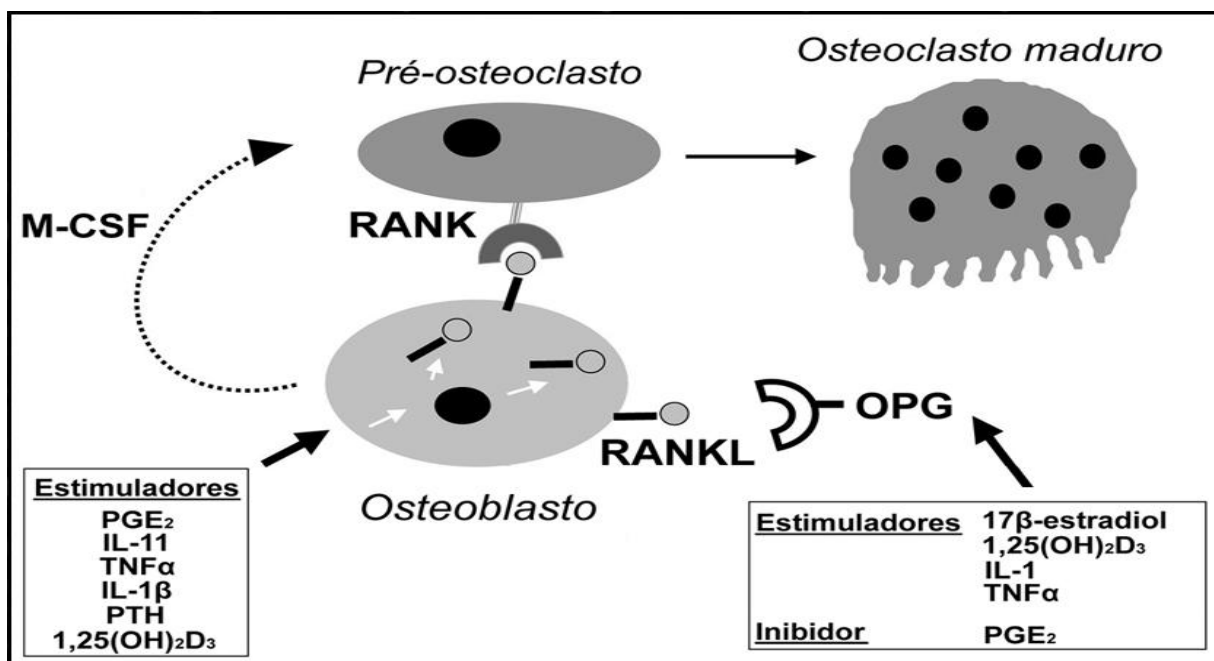 Pré-osteoclasto
Osteoclasto maduro
M-CSF
RANK
OPG
RANKL
Osteoblasto
Estimuladores
PGE₂
IL-11
TNFα
IL-1β
PTH
1,25(OH)₂D₃
Estimuladores 17β-estradiol
1,25(OH)₂D₃
IL-1
TNFα
Inibidor PGE₂